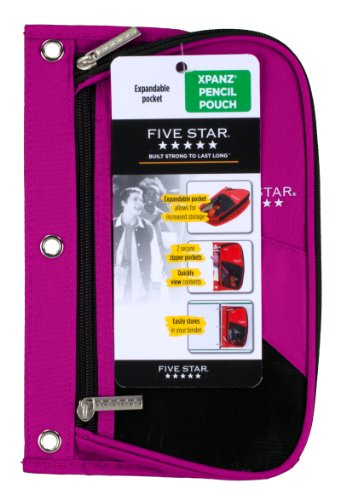 Expandable
pocket
XPANZ®
PENCIL
POUCH
FIVE STAR®
★★★★★
BUILT STRONG TO LAST LONG™
Expandable pocket
allows for
increased storage
2 secure
zipper pockets
Quickly
view contents
Easily stores
in your binder
FIVE STAR®
★★★★★
FIVE STAR®
★★